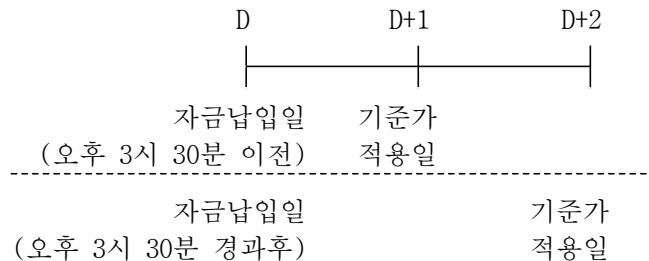 D D+1 D+2
자금납입일 기준가
(오후 3시 30분 이전) 적용일
자금납입일 기준가
(오후 3시 30분 경과후) 적용일